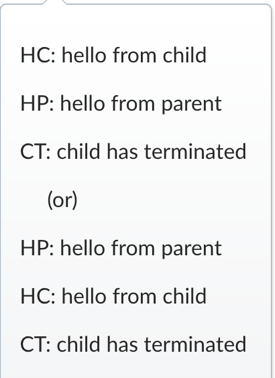 HC: hello from child
HP: hello from parent
CT: child has terminated
(or)
HP: hello from parent
HC: hello from child
CT: child has terminated